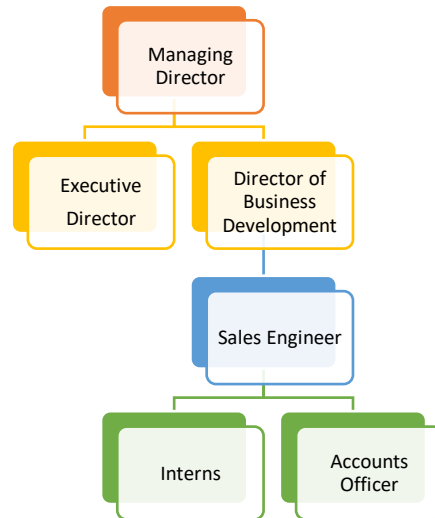 Managing
Director
Executive
Director
Director of
Business
Development
Sales Engineer
Interns
Accounts
Officer